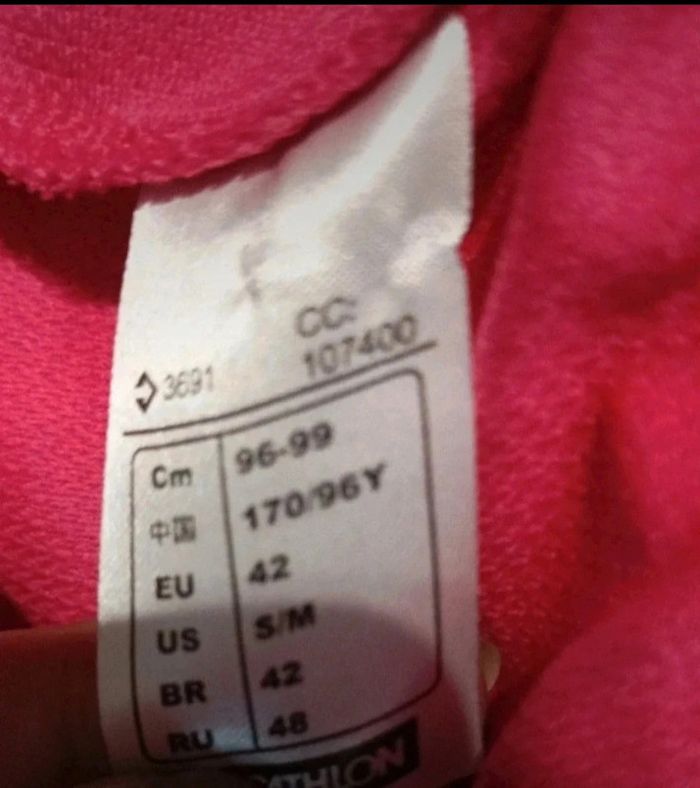 CC:
3691 107400
Cm 96-99
中国 170/96Y
EU 42
US S/M
BR 42
RU 48